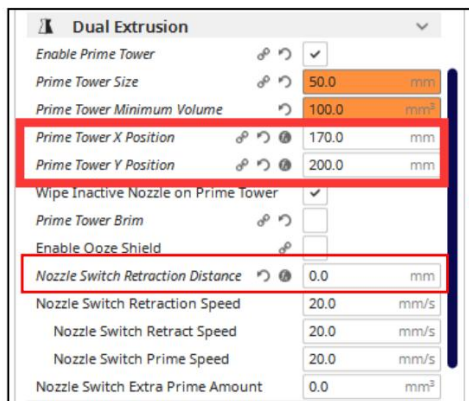 Dual Extrusion
Enable Prime Tower
Prime Tower Size 50.0 mm
Prime Tower Minimum Volume 100.0 mm³
Prime Tower X Position 170.0 mm
Prime Tower Y Position 200.0 mm
Wipe Inactive Nozzle on Prime Tower
Prime Tower Brim
Enable Ooze Shield
Nozzle Switch Retraction Distance 0.0 mm
Nozzle Switch Retraction Speed 20.0 mm/s
Nozzle Switch Retract Speed 20.0 mm/s
Nozzle Switch Prime Speed 20.0 mm/s
Nozzle Switch Extra Prime Amount 0.0 mm³